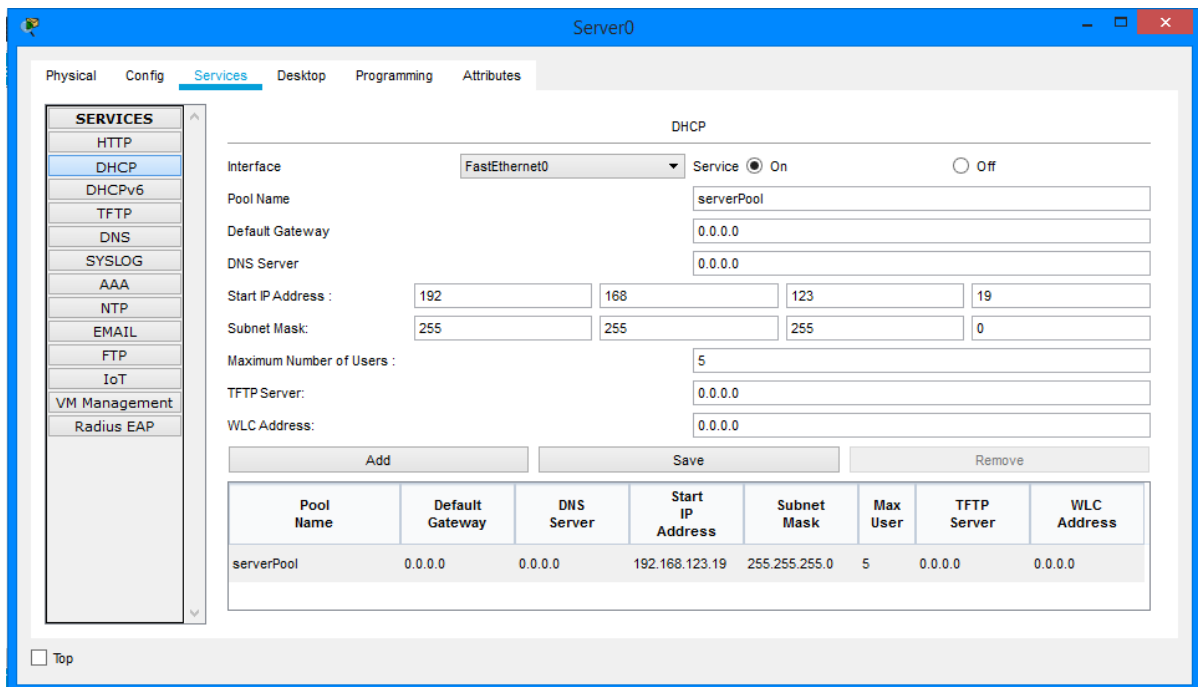 Server0
Physical Config Services Desktop Programming Attributes
SERVICES
HTTP
DHCP
DHCPv6
TFTP
DNS
SYSLOG
AAA
NTP
EMAIL
FTP
IoT
VM Management
Radius EAP
DHCP
Interface FastEthernet0 Service On Off
Pool Name serverPool
Default Gateway 0.0.0.0
DNS Server 0.0.0.0
Start IP Address : 192 168 123 19
Subnet Mask: 255 255 255 0
Maximum Number of Users : 5
TFTP Server: 0.0.0.0
WLC Address: 0.0.0.0
Add Save Remove
Pool Name Default Gateway DNS Server Start IP Address Subnet Mask Max User TFTP Server WLC Address
serverPool 0.0.0.0 0.0.0.0 192.168.123.19 255.255.255.0 5 0.0.0.0 0.0.0.0
Top